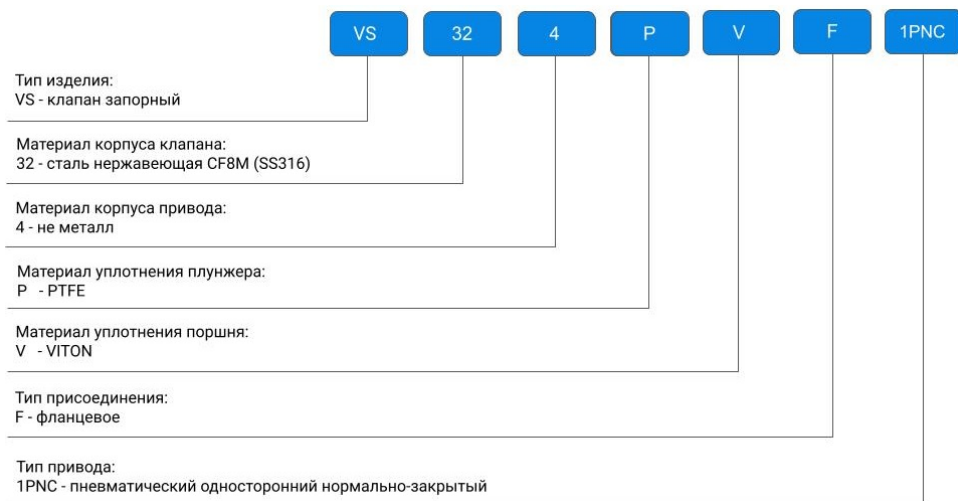 VS 32 4 P V F 1PNC
Тип изделия:
VS - клапан запорный
Материал корпуса клапана:
32 - сталь нержавеющая CF8M (SS316)
Материал корпуса привода:
4 - не металл
Материал уплотнения плунжера:
P - PTFE
Материал уплотнения поршня:
V - VITON
Тип присоединения:
F - фланцевое
Тип привода:
1PNC - пневматический односторонний нормально-закрытый